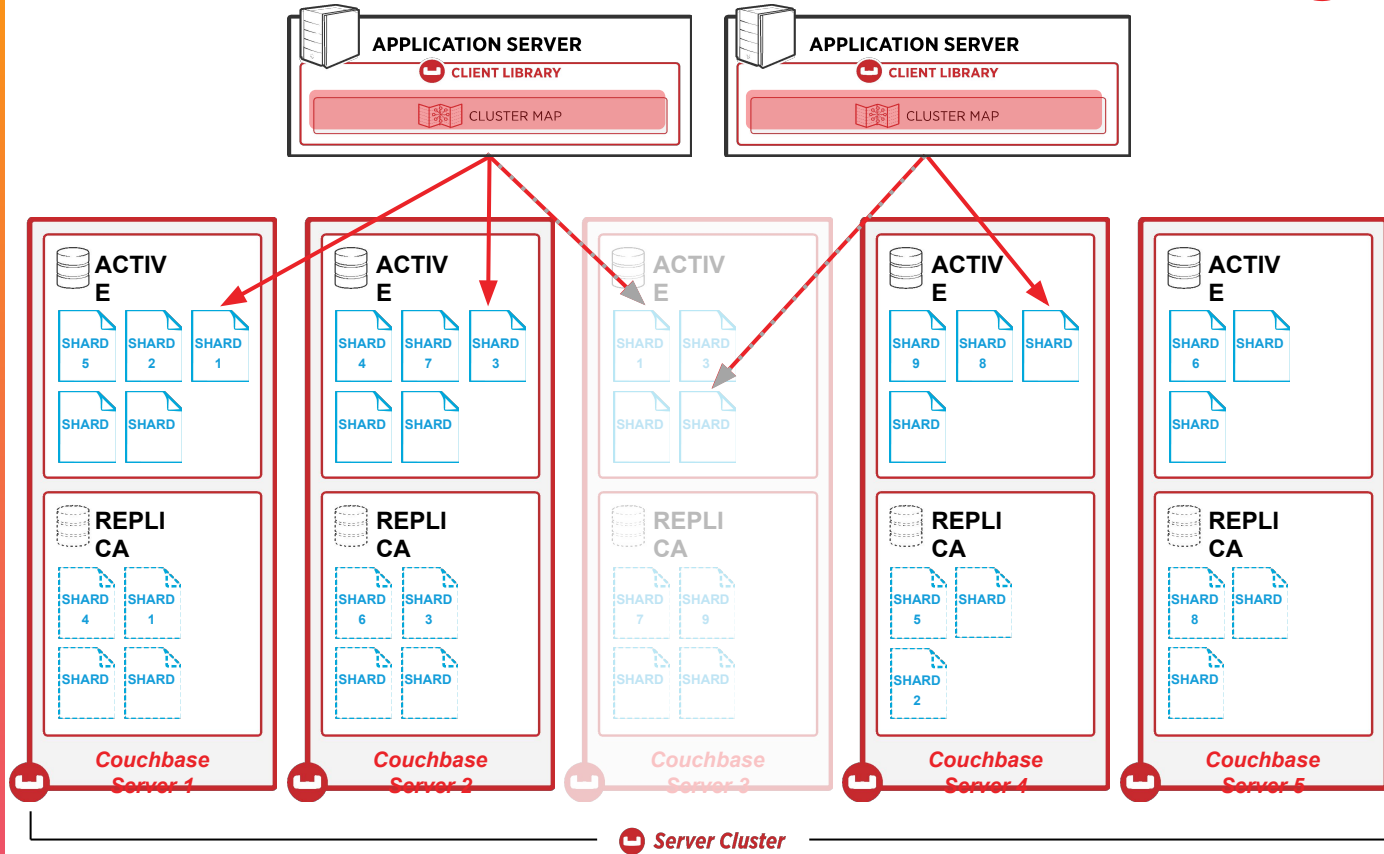 APPLICATION SERVER
CLIENT LIBRARY
CLUSTER MAP
APPLICATION SERVER
CLIENT LIBRARY
CLUSTER MAP
ACTIV
E
SHARD
5
SHARD
2
SHARD
1
SHARD
SHARD
REPLI
CA
SHARD
4
SHARD
1
SHARD
SHARD
Couchbase
Server 1
ACTIV
E
SHARD
4
SHARD
7
SHARD
3
SHARD
SHARD
REPLI
CA
SHARD
6
SHARD
3
SHARD
SHARD
Couchbase
Server 2
ACTIV
E
SHARD
1
SHARD
3
SHARD
SHARD
REPLI
CA
SHARD
7
SHARD
9
SHARD
SHARD
Couchbase
Server 3
ACTIV
E
SHARD
9
SHARD
8
SHARD
SHARD
REPLI
CA
SHARD
5
SHARD
SHARD
2
Couchbase
Server 4
ACTIV
E
SHARD
6
SHARD
SHARD
REPLI
CA
SHARD
8
SHARD
SHARD
Couchbase
Server 5
Server Cluster